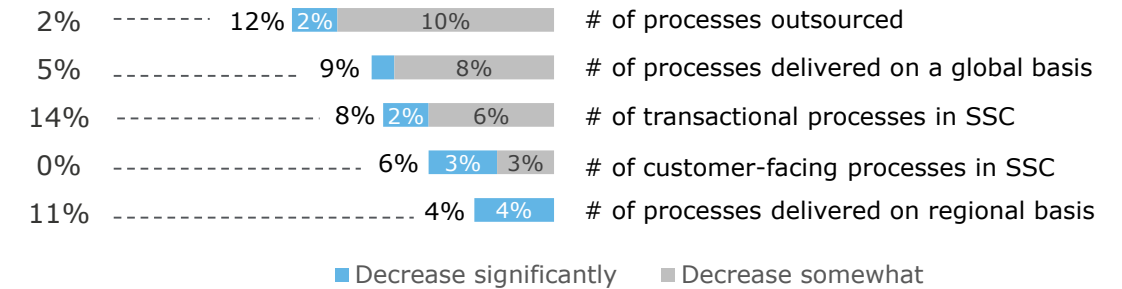 2% 12% 2% 10% # of processes outsourced
5% 9% 8% # of processes delivered on a global basis
14% 8% 2% 6% # of transactional processes in SSC
0% 6% 3% 3% # of customer-facing processes in SSC
11% 4% 4% # of processes delivered on regional basis
Decrease significantly Decrease somewhat